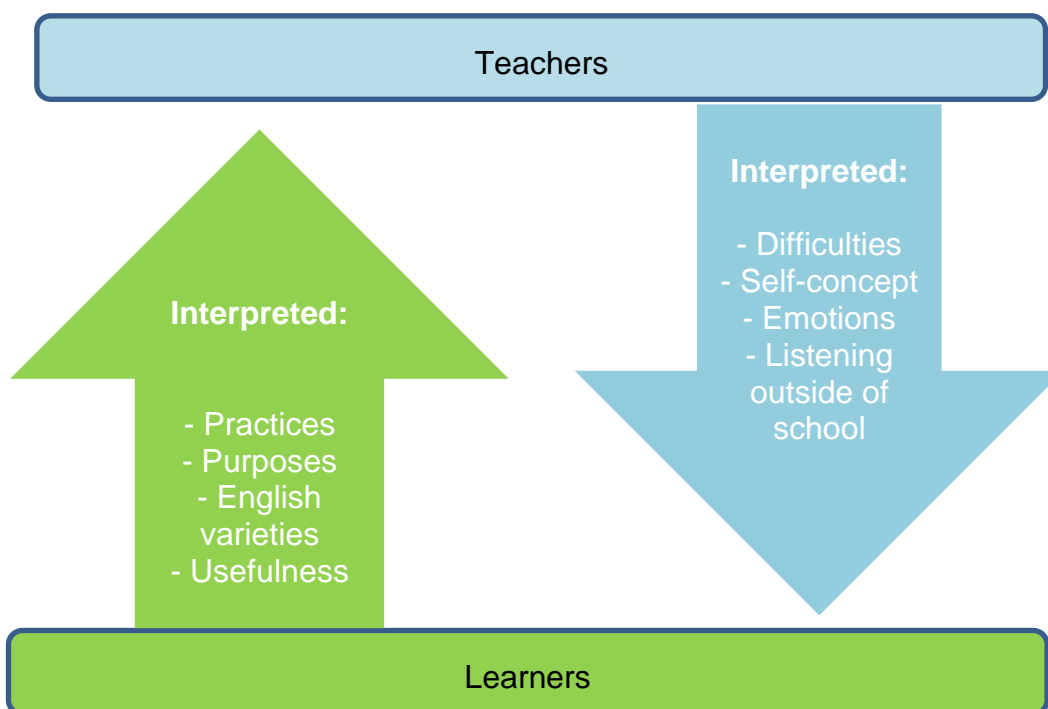 Teachers
Interpreted:
- Practices
- Purposes
- English
varieties
- Usefulness
Interpreted:
- Difficulties
- Self-concept
- Emotions
- Listening
outside of
school
Learners